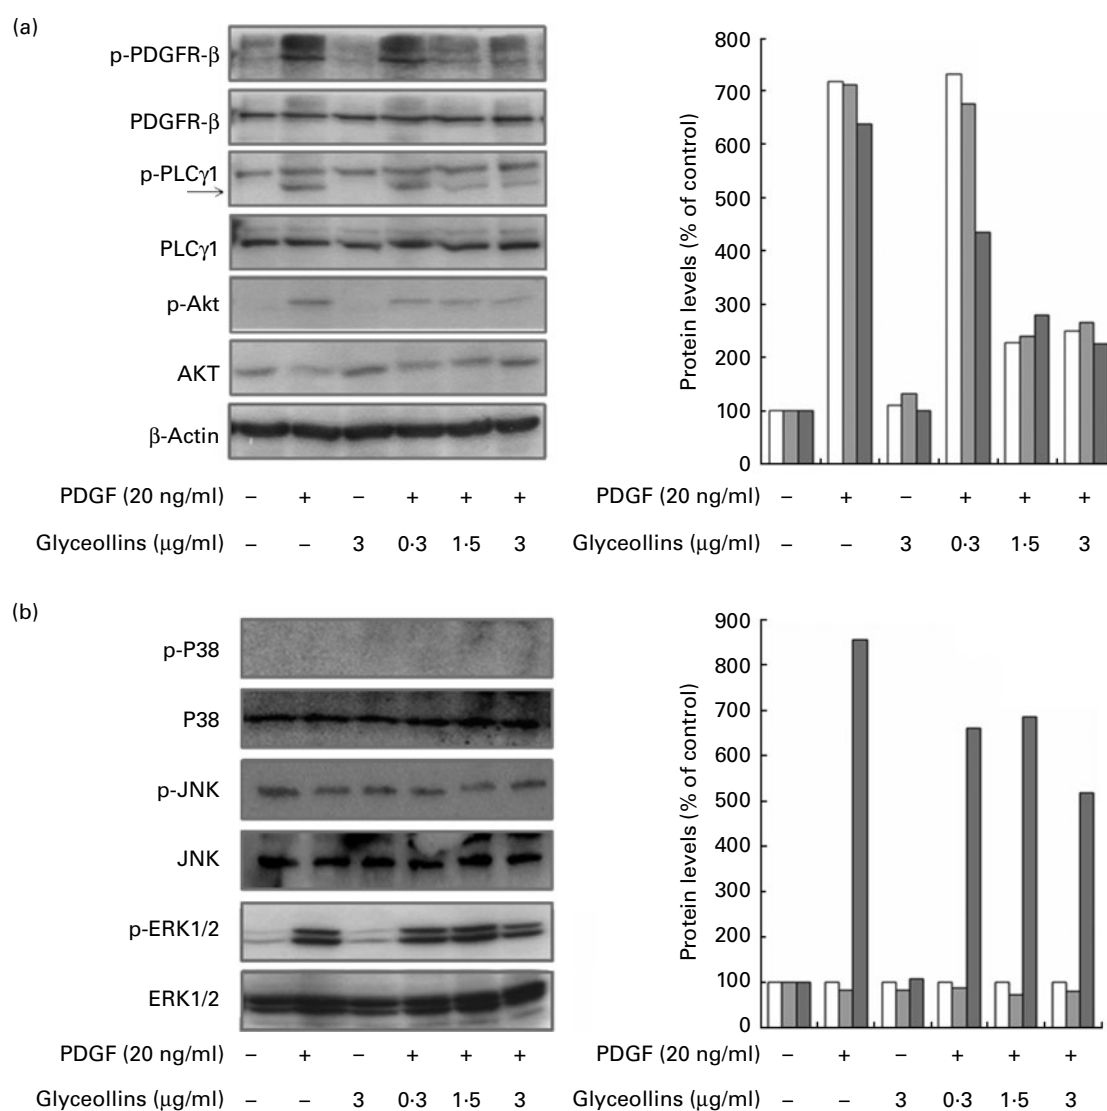 (a)
p-PDGFR-β
PDGFR-β
p-PLCγ1
PLCγ1
p-Akt
AKT
β-Actin
PDGF (20 ng/ml) – + – + + +
Glyceollins (μg/ml) – – 3 0·3 1·5 3
Protein levels (% of control)
800
700
600
500
400
300
200
100
0
PDGF (20 ng/ml) – + – + + +
Glyceollins (μg/ml) – – 3 0·3 1·5 3
(b)
p-P38
P38
p-JNK
JNK
p-ERK1/2
ERK1/2
PDGF (20 ng/ml) – + – + + +
Glyceollins (μg/ml) – – 3 0·3 1·5 3
Protein levels (% of control)
900
800
700
600
500
400
300
200
100
0
PDGF (20 ng/ml) – + – + + +
Glyceollins (μg/ml) – – 3 0·3 1·5 3